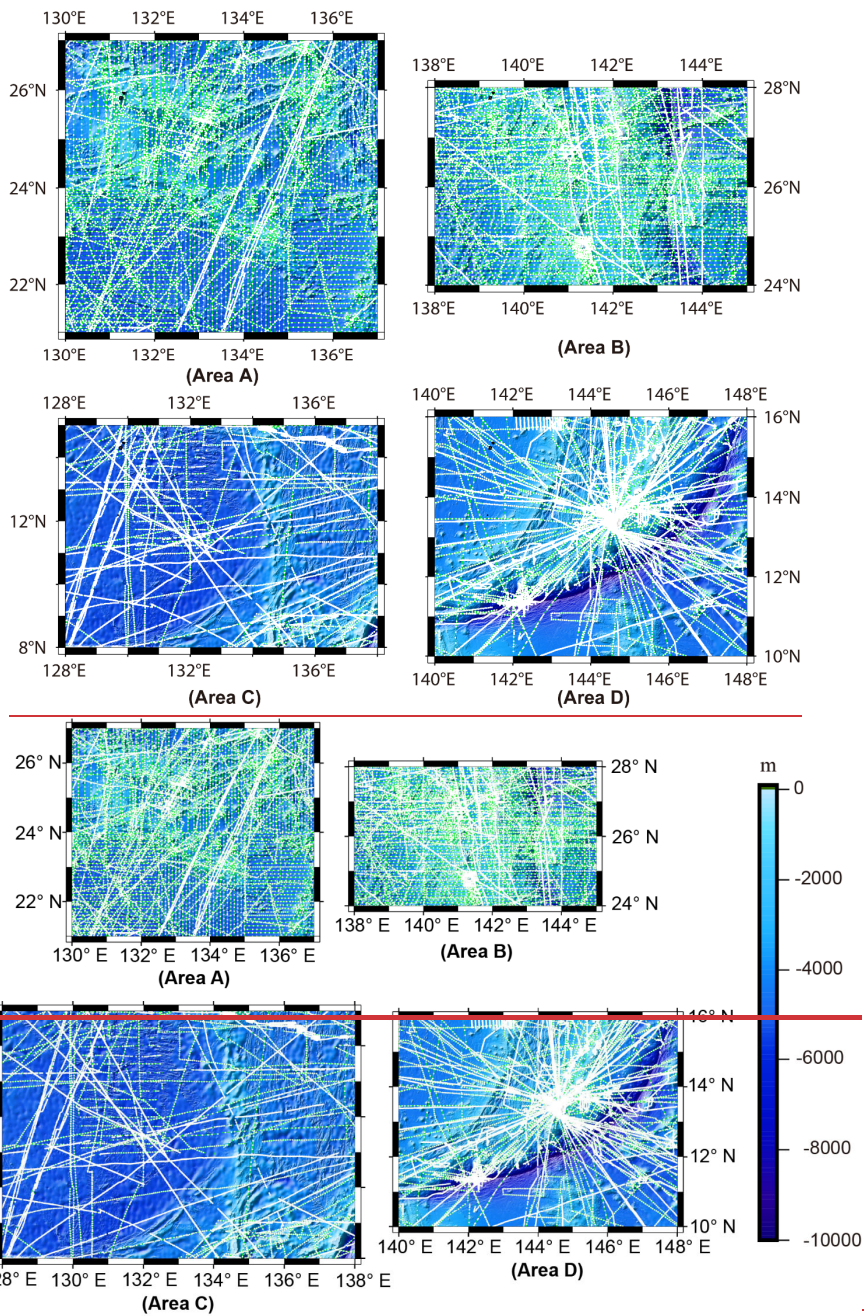 130°E 132°E 134°E 136°E
26°N
24°N
22°N
130°E 132°E 134°E 136°E
(Area A)
138°E 140°E 142°E 144°E
28°N
26°N
24°N
138°E 140°E 142°E 144°E
(Area B)
128°E 132°E 136°E
12°N
8°N
128°E 132°E 136°E
(Area C)
140°E 142°E 144°E 146°E 148°E
16°N
14°N
12°N
10°N
140°E 142°E 144°E 146°E 148°E
(Area D)
26° N
24° N
22° N
130° E 132° E 134° E 136° E
(Area A)
28° N
26° N
24° N
138° E 140° E 142° E 144° E
(Area B)
m
0
-2000
-4000
-6000
-8000
-10000
28° E 130° E 132° E 134° E 136° E 138° E
(Area C)
16° N
14° N
12° N
10° N
140° E 142° E 144° E 146° E 148° E
(Area D)